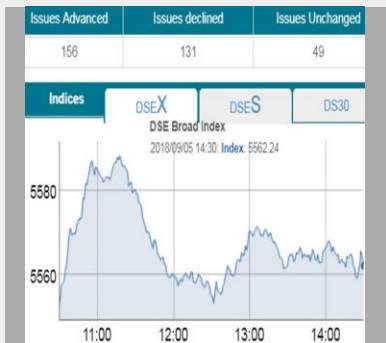 Issues Advanced Issues declined Issues Unchanged
156 131 49
Indices DSEX DSES DS30
DSE Broad Index
2018/09/05 14:30: Index: 5562.24
5580
5560
11:00 12:00 13:00 14:00